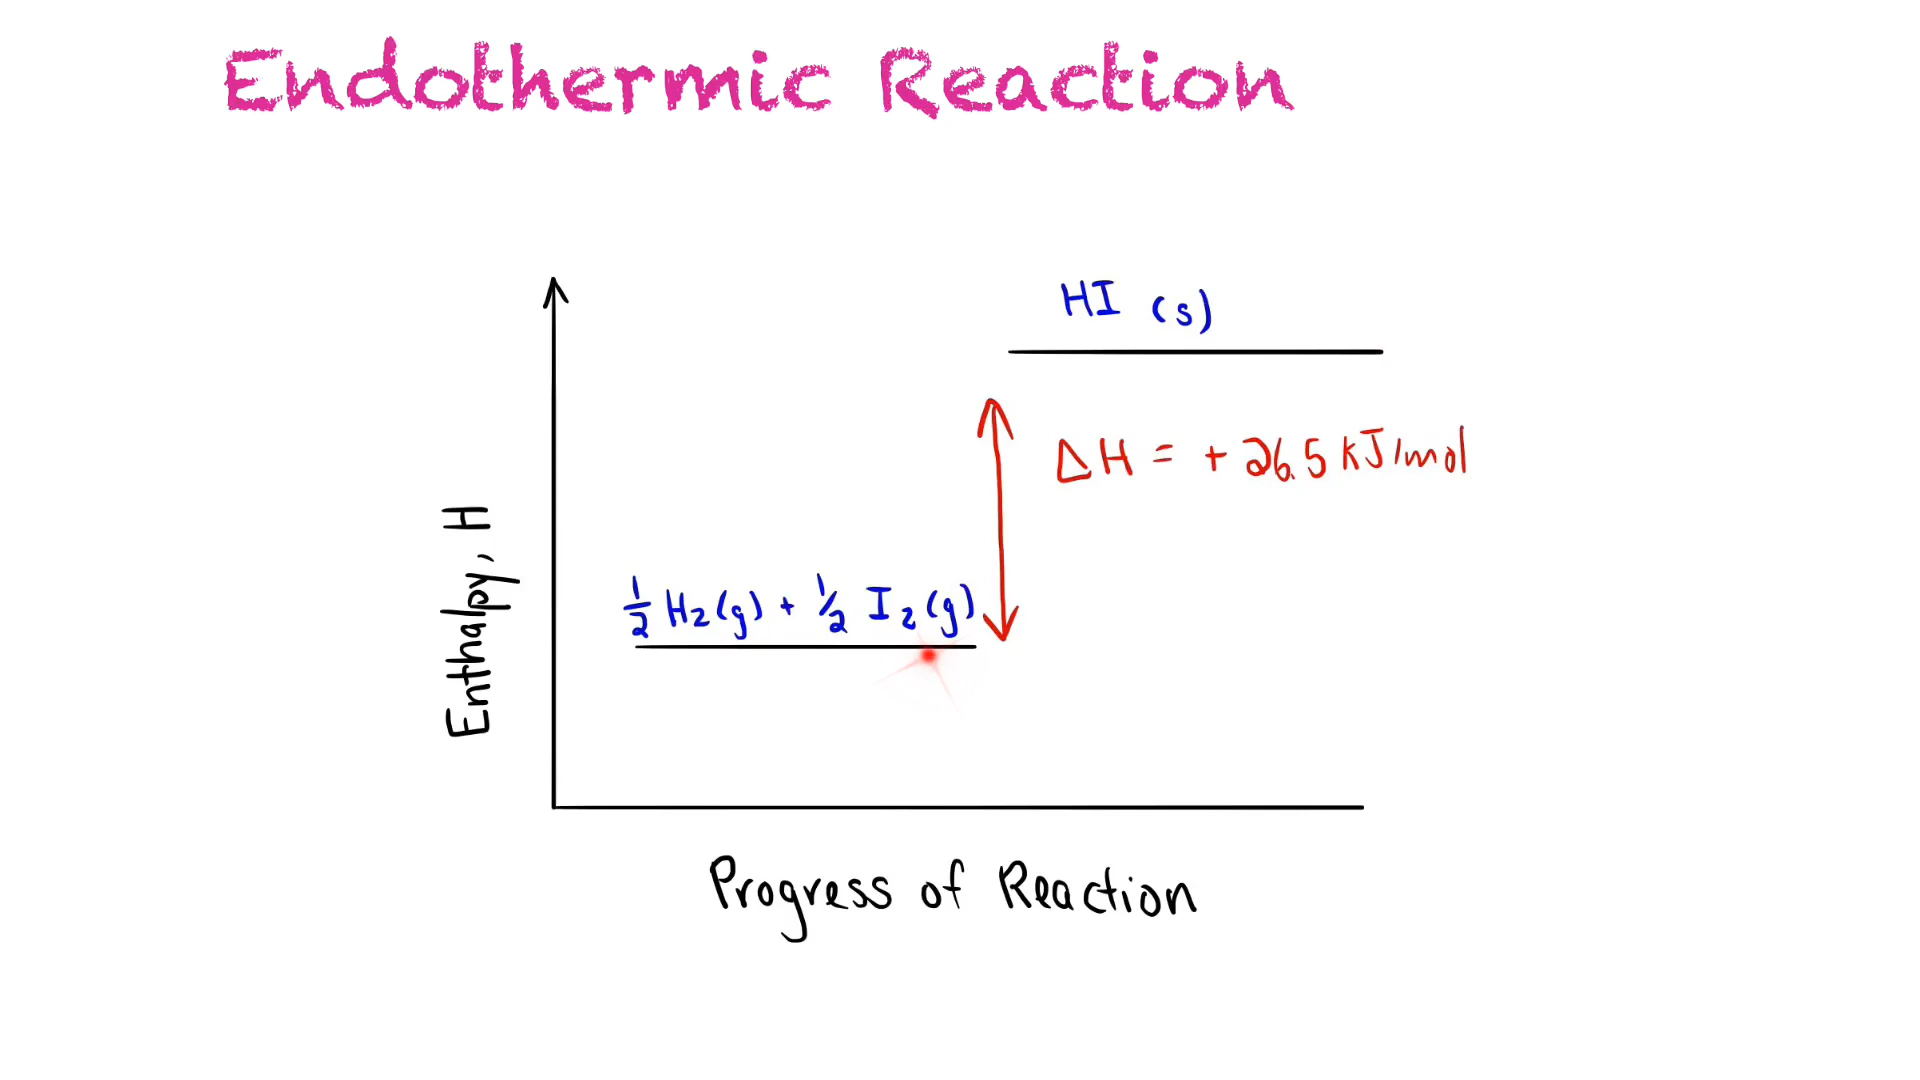 Endothermic Reaction
HI (s)
ΔH = + 26.5 kJ/mol
½ H₂(g) + ½ I₂(g)
Enthalpy, H
Progress of Reaction